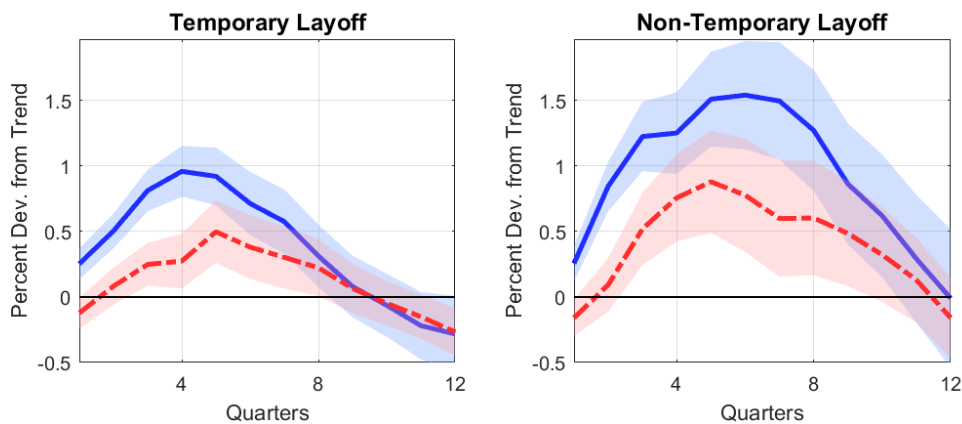 Temporary Layoff
Percent Dev. from Trend
1.5
1
0.5
0
-0.5
4
8
12
Quarters
Non-Temporary Layoff
Percent Dev. from Trend
1.5
1
0.5
0
-0.5
4
8
12
Quarters